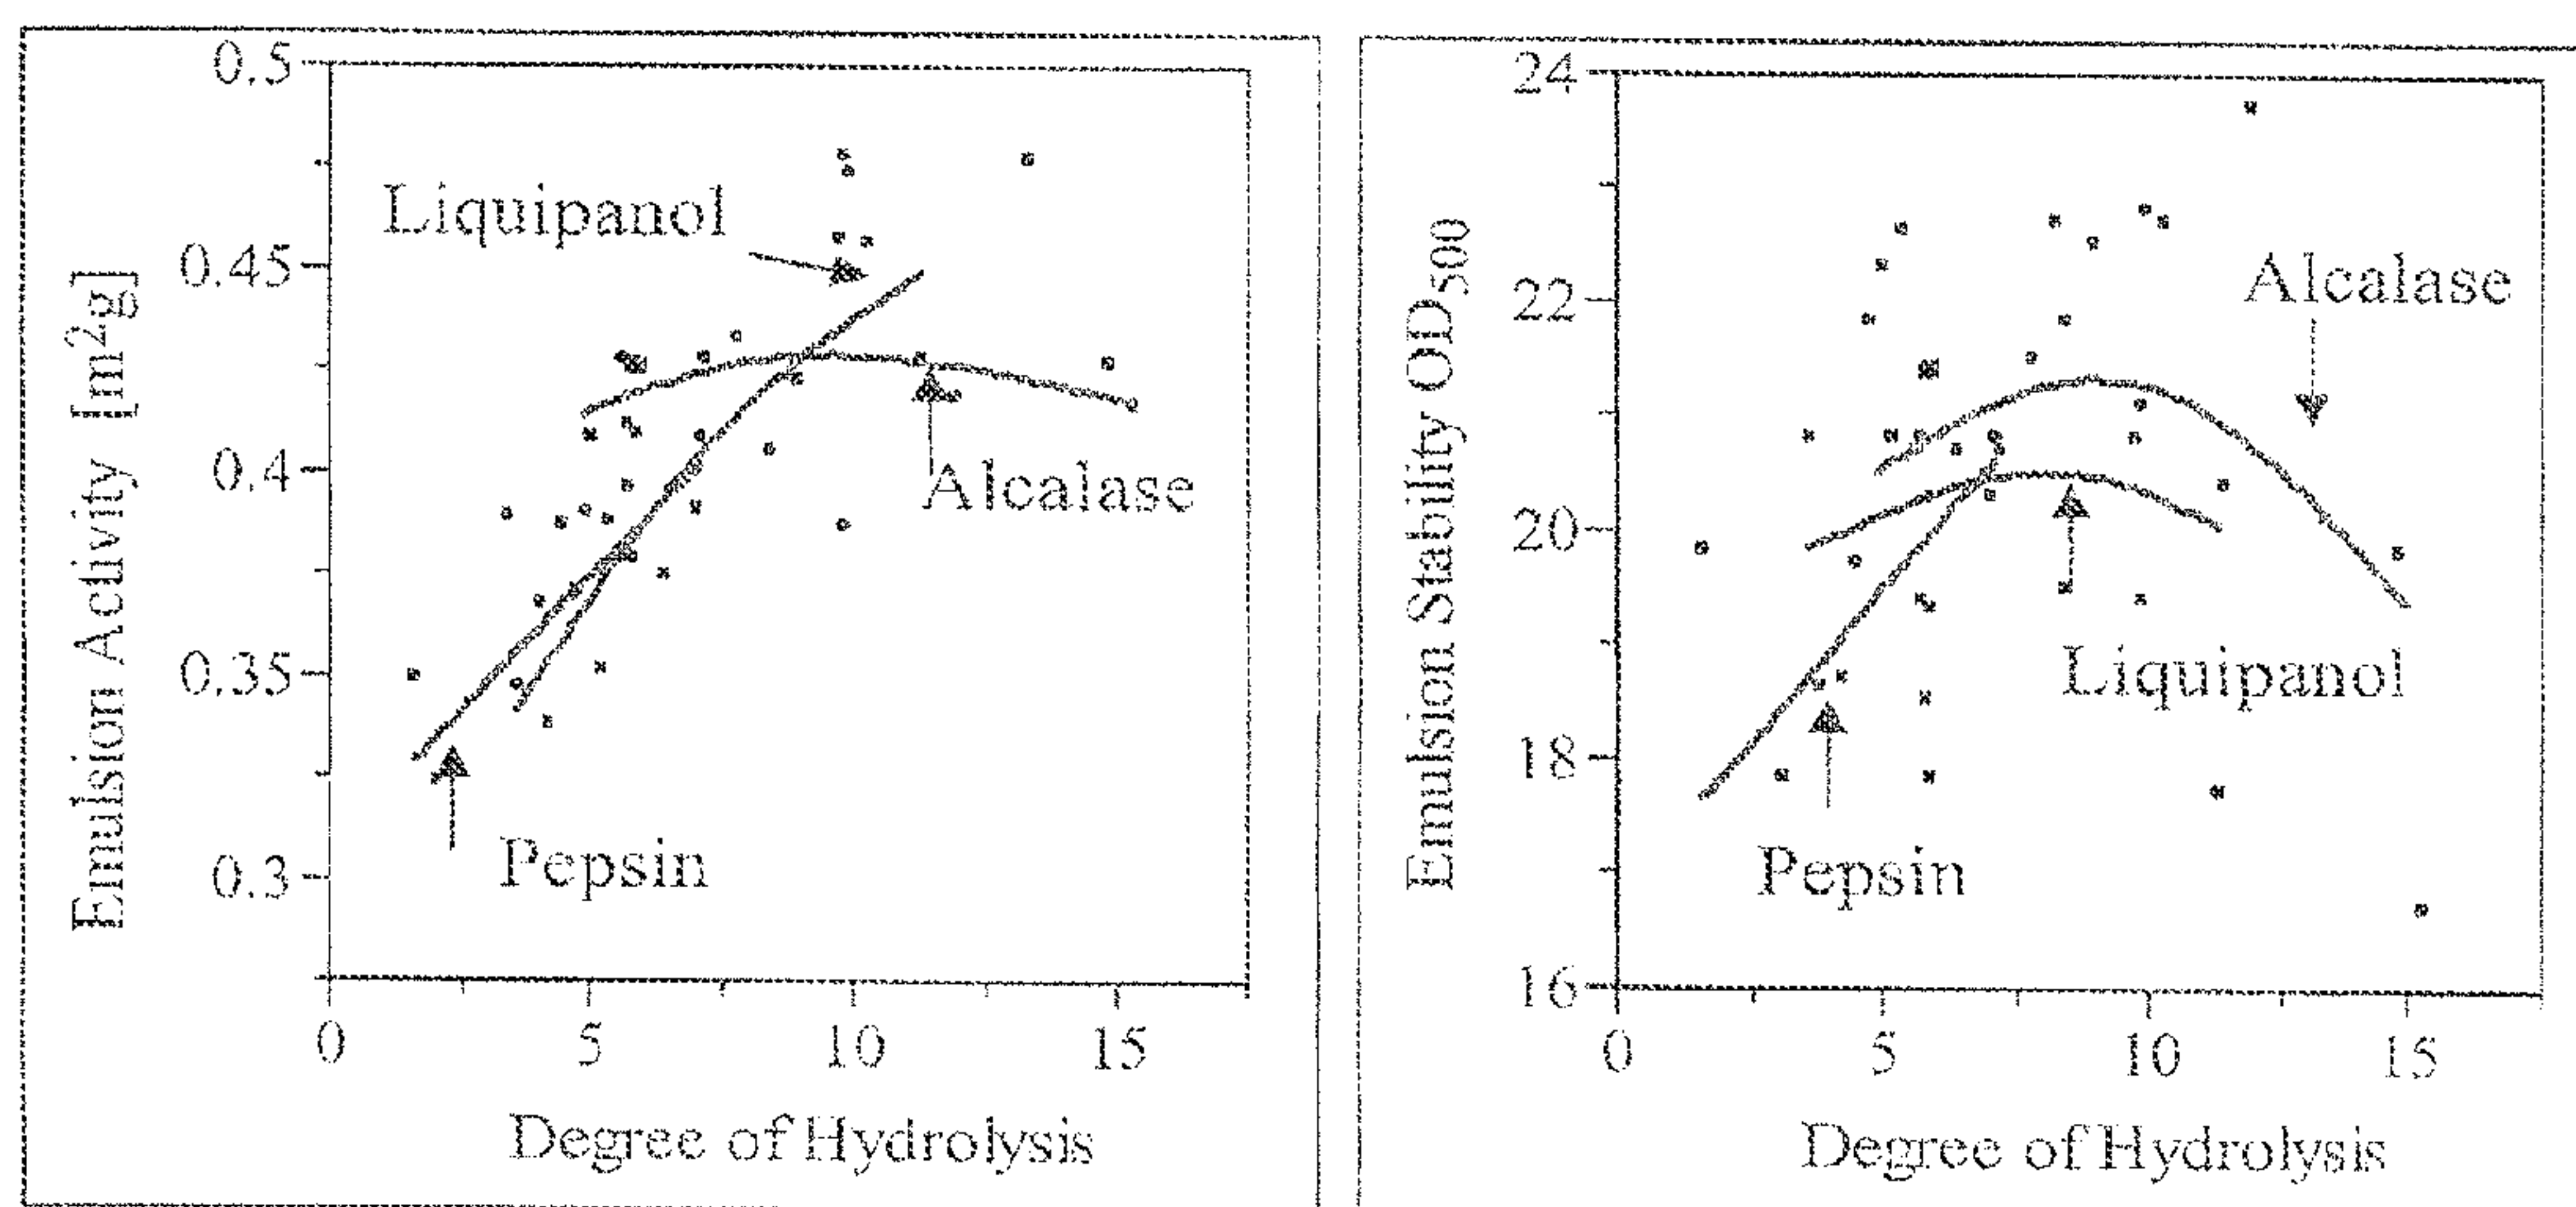 0.5
0.45
0.4
0.35
0.3
Emulsion Activity [m²g]
Liquipanol
Alcalase
Pepsin
0 5 10 15
Degree of Hydrolysis
24
22
20
18
16
Emulsion Stability OD500
Alcalase
Liquipanol
Pepsin
0 5 10 15
Degree of Hydrolysis